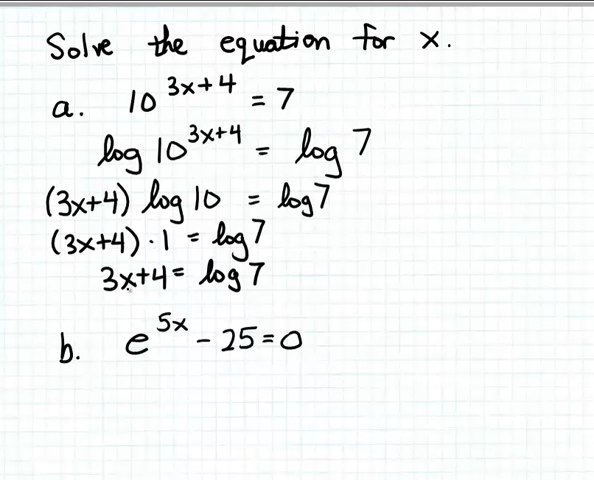 Solve the equation for x.
a. 10^{3x+4} = 7
log 10^{3x+4} = log 7
(3x+4) log 10 = log 7
(3x+4) · 1 = log 7
3x+4 = log 7
b. e^{5x} - 25 = 0